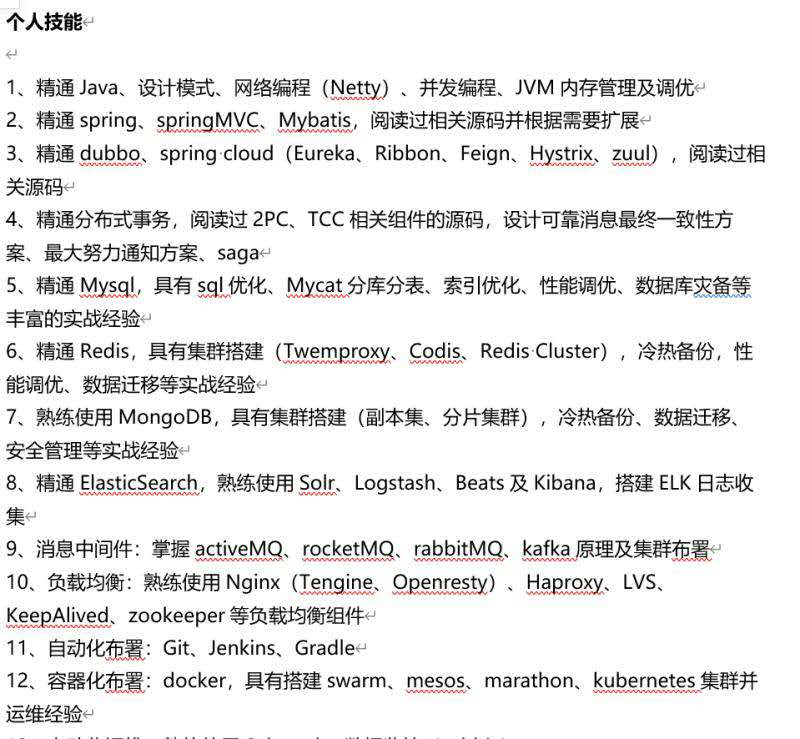 个人技能
1、精通 Java、设计模式、网络编程（Netty）、并发编程、JVM 内存管理及调优
2、精通 spring、springMVC、Mybatis，阅读过相关源码并根据需要扩展
3、精通 dubbo、spring cloud（Eureka、Ribbon、Feign、Hystrix、zuul），阅读过相
关源码
4、精通分布式事务，阅读过 2PC、TCC 相关组件的源码，设计可靠消息最终一致性方
案、最大努力通知方案、saga
5、精通 Mysql，具有 sql 优化、Mycat 分库分表、索引优化、性能调优、数据库灾备等
丰富的实战经验
6、精通 Redis，具有集群搭建（Twemproxy、Codis、Redis Cluster），冷热备份，性
能调优、数据迁移等实战经验
7、熟练使用 MongoDB，具有集群搭建（副本集、分片集群），冷热备份、数据迁移、
安全管理等实战经验
8、精通 ElasticSearch，熟练使用 Solr、Logstash、Beats 及 Kibana，搭建 ELK 日志收
集
9、消息中间件：掌握 activeMQ、rocketMQ、rabbitMQ、kafka 原理及集群布署
10、负载均衡：熟练使用 Nginx（Tengine、Openresty）、Haproxy、LVS、
KeepAlived、zookeeper 等负载均衡组件
11、自动化布署：Git、Jenkins、Gradle
12、容器化布署：docker，具有搭建 swarm、mesos、marathon、kubernetes 集群并
运维经验